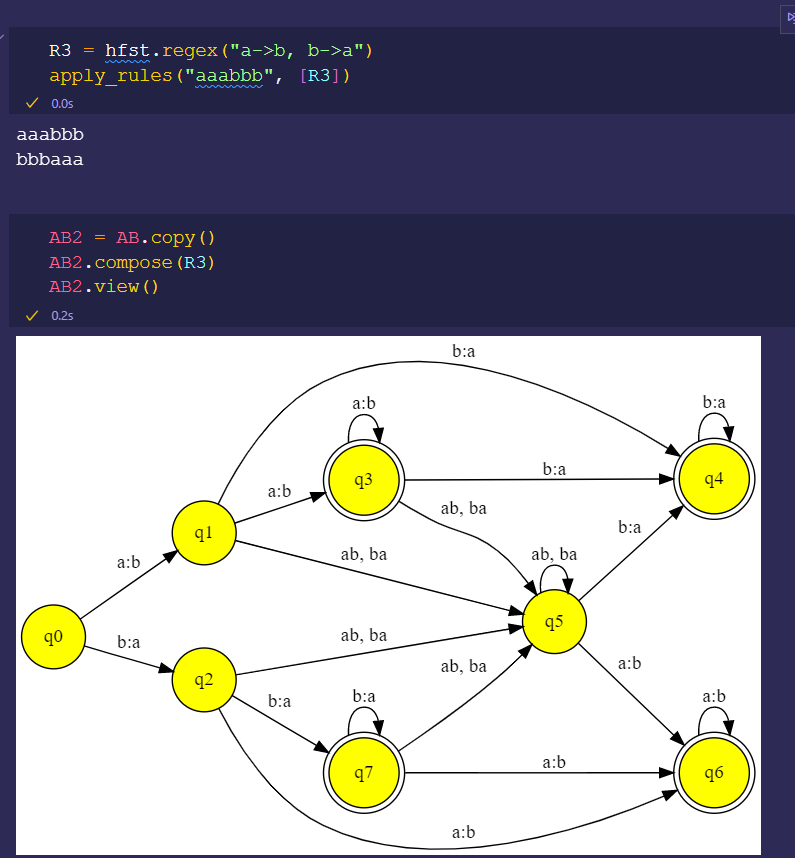 R3 = hfst.regex("a->b, b->a")
apply_rules("aaabbb", [R3])
0.0s
aaabbb
bbbaaa
AB2 = AB.copy()
AB2.compose(R3)
AB2.view()
0.2s
b:a
a:b
b:a
q3
b:a
q4
a:b
ab, ba
q1
b:a
a:b
ab, ba
ab, ba
q5
q0
b:a
ab, ba
q2
ab, ba
a:b
b:a
b:a
a:b
q7
a:b
q6
a:b